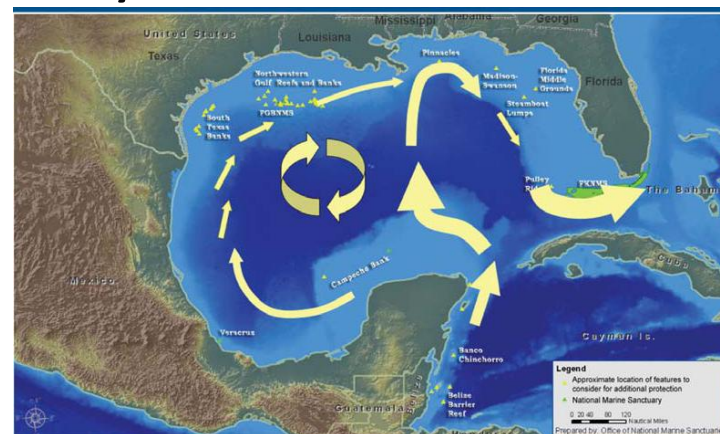 Mississippi
Alabama
Georgia
United States
Louisiana
Texas
Pinnacles
Northwestern
Gulf Reefs and Banks
Madison-
Swanson
Florida
Middle
Grounds
Florida
Steamboat
Lumps
South
Texas
Banks
FGBNMS
Pulley
FKNMS
The Baham
Mexico
Campeche Bank
Cuba
Veracruz
Cayman Is.
Banco
Chinchorro
Belize
Barrier
Reef
Guatemala
Legend
Approximate location of features to
consider for additional protection
National Marine Sanctuary
0 20 40 80 120
Nautical Miles
Prepared by: Office of National Marine Sanctuarie